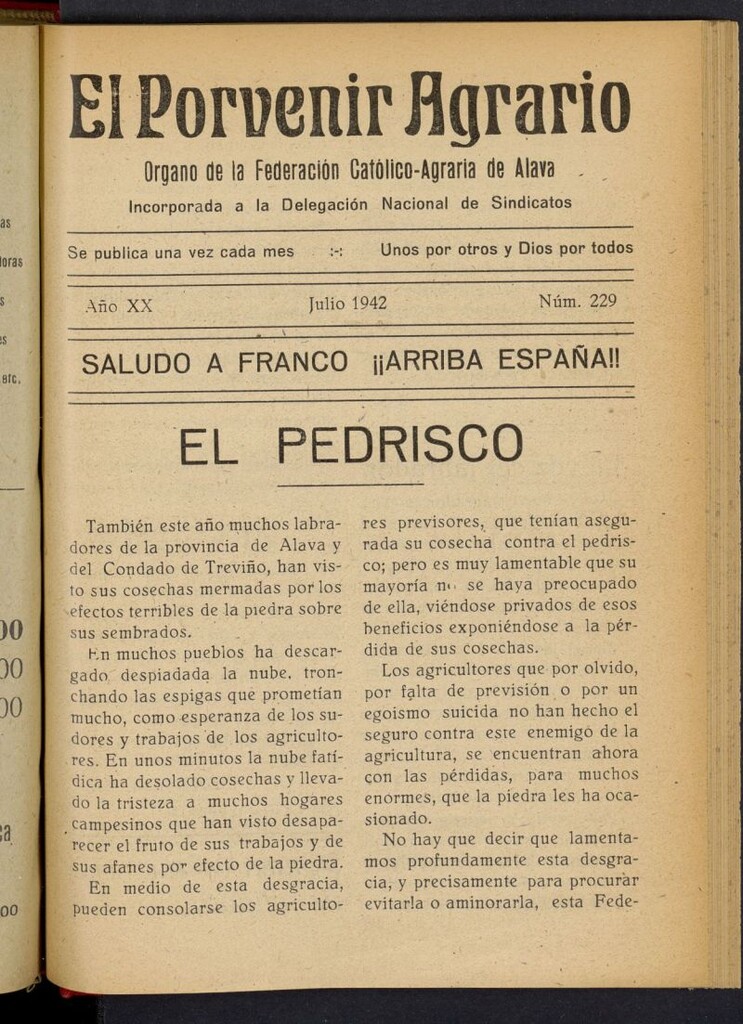 El Porvenir Agrario
Organo de la Federación Católico-Agraria de Alava
Incorporada a la Delegación Nacional de Sindicatos
Se publica una vez cada mes :-: Unos por otros y Dios por todos
Año XX Julio 1942 Núm. 229
SALUDO A FRANCO ¡¡ARRIBA ESPAÑA!!
EL PEDRISCO
También este año muchos labra-
dores de la provincia de Alava y
del Condado de Treviño, han vis-
to sus cosechas mermadas por los
efectos terribles de la piedra sobre
sus sembrados.
En muchos pueblos ha descar-
gado despiadada la nube, tron-
chando las espigas que prometían
mucho, como esperanza de los su-
dores y trabajos de los agriculto-
res. En unos minutos la nube fatí-
dica ha desolado cosechas y lleva-
do la tristeza a muchos hogares
campesinos que han visto desapa-
recer el fruto de sus trabajos y de
sus afanes por efecto de la piedra.
En medio de esta desgracia,
pueden consolarse los agriculto-
res previsores, que tenían asegu-
rada su cosecha contra el pedris-
co; pero es muy lamentable que su
mayoría no se haya preocupado
de ella, viéndose privados de esos
beneficios exponiéndose a la pér-
dida de sus cosechas.
Los agricultores que por olvido,
por falta de previsión o por un
egoismo suicida no han hecho el
seguro contra este enemigo de la
agricultura, se encuentran ahora
con las pérdidas, para muchos
enormes, que la piedra les ha oca-
sionado.
No hay que decir que lamenta-
mos profundamente esta desgra-
cia, y precisamente para procurar
evitarla o aminorarla, esta Fede-